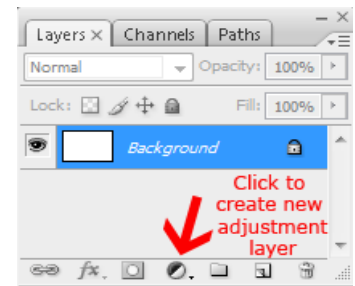 Layers × Channels Paths
Normal Opacity: 100%
Lock: Fill: 100%
Background
Click to
create new
adjustment
layer
fx.